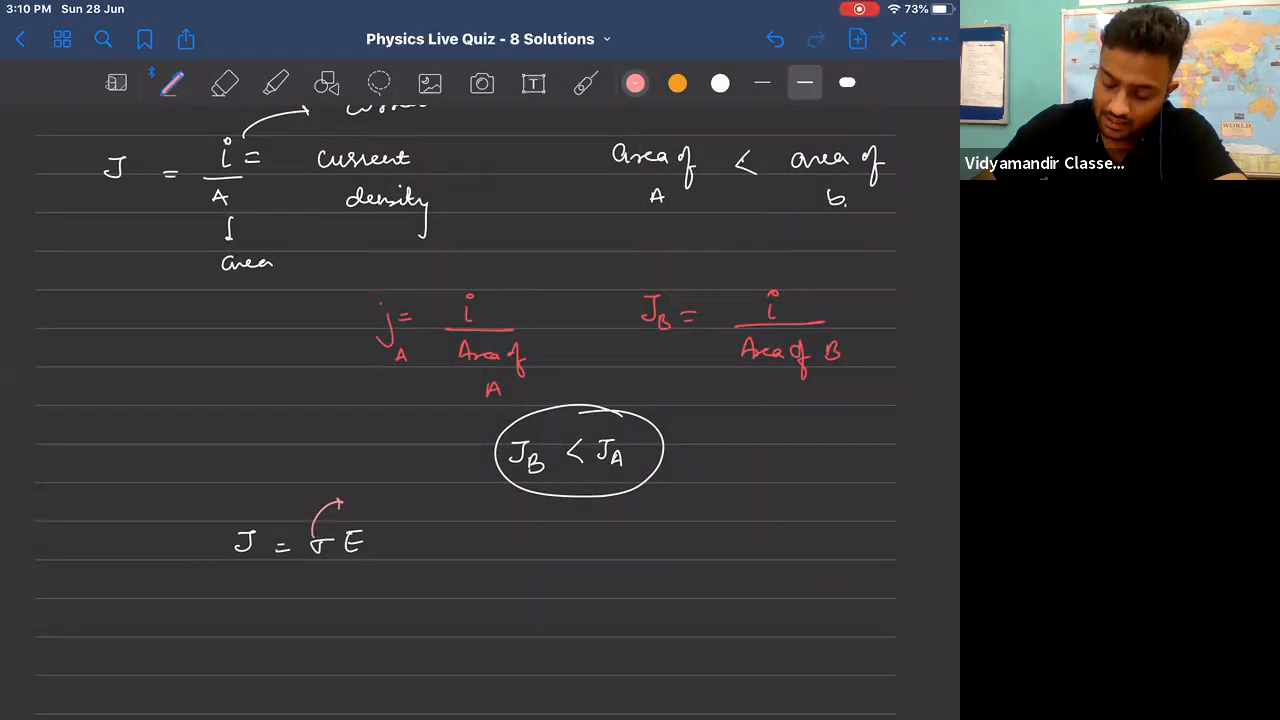 3:10 PM Sun 28 Jun
73%
Physics Live Quiz - 8 Solutions
J = i/A = current density
area
Area of A < area of b.
j_A = i / Area of A
J_B = i / Area of B
J_B < J_A
J = σ E
Vidyamandir Classe...
WORLD